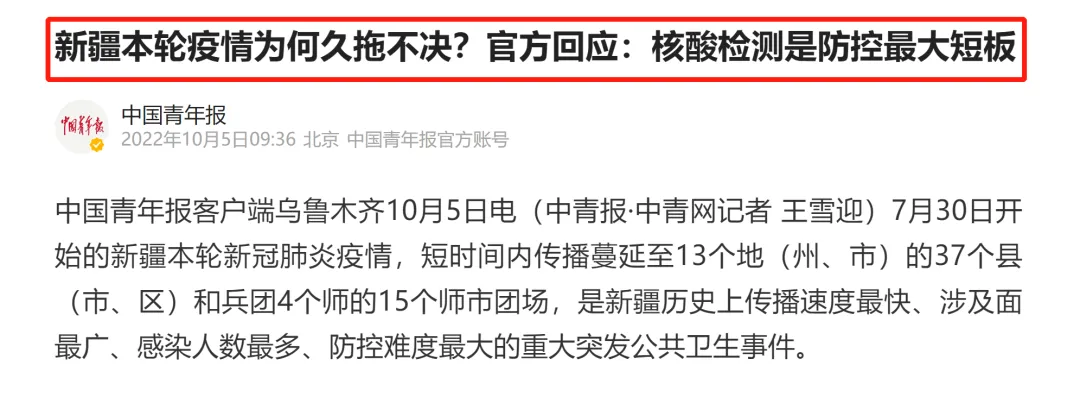 新疆本轮疫情为何久拖不决？官方回应：核酸检测是防控最大短板
中国青年报
中国青年报
2022年10月5日09:36 北京 中国青年报官方账号
中国青年报客户端乌鲁木齐10月5日电（中青报·中青网记者 王雪迎）7月30日开
始的新疆本轮新冠肺炎疫情，短时间内传播蔓延至13个地（州、市）的37个县
（市、区）和兵团4个师的15个师市团场，是新疆历史上传播速度最快、涉及面
最广、感染人数最多、防控难度最大的重大突发公共卫生事件。